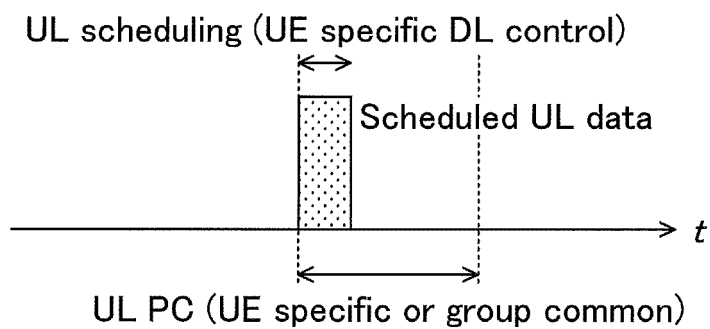 UL scheduling (UE specific DL control)
Scheduled UL data
t
UL PC (UE specific or group common)